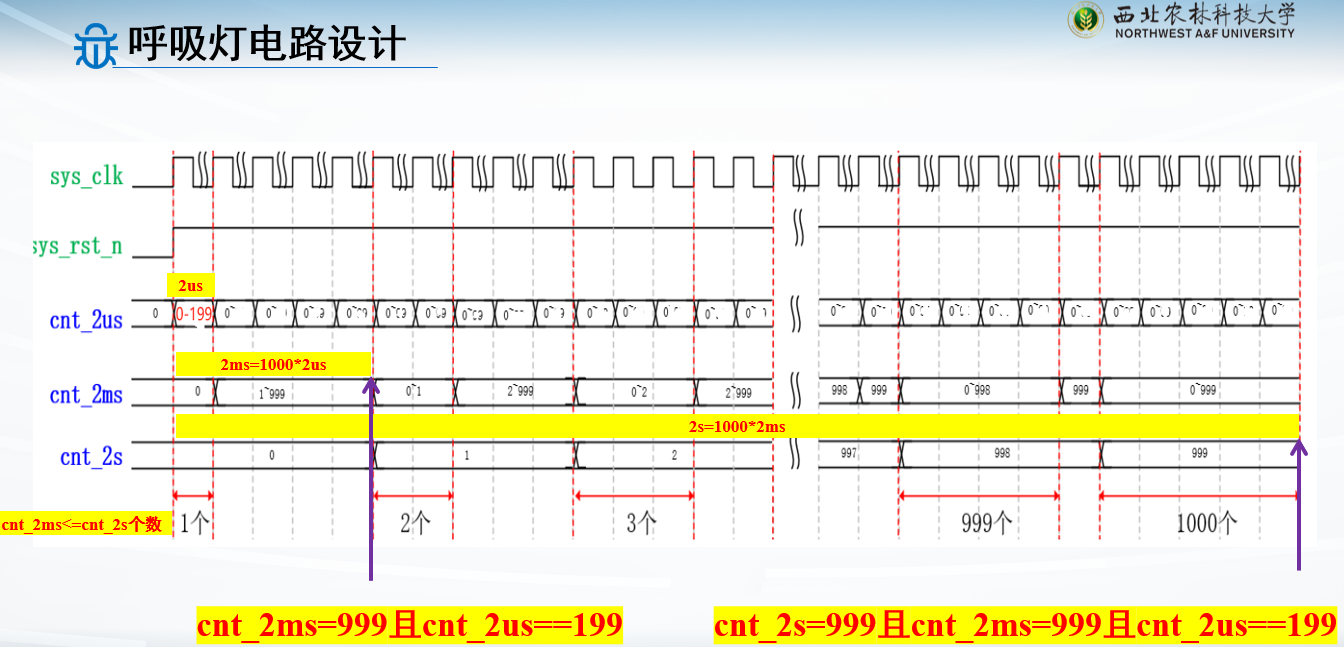 呼吸灯电路设计
西北农林科技大学
NORTHWEST A&F UNIVERSITY
sys_clk
sys_rst_n
2us
cnt_2us 0 0-199
2ms=1000*2us
cnt_2ms 0 1~999 0~1 2~999 0~2 2~999 998 999 0~998 999 0~999
2s=1000*2ms
cnt_2s 0 1 2 997 998 999
cnt_2ms<=cnt_2s个数 1个 2个 3个 999个 1000个
cnt_2ms=999且cnt_2us==199
cnt_2s=999且cnt_2ms=999且cnt_2us==199